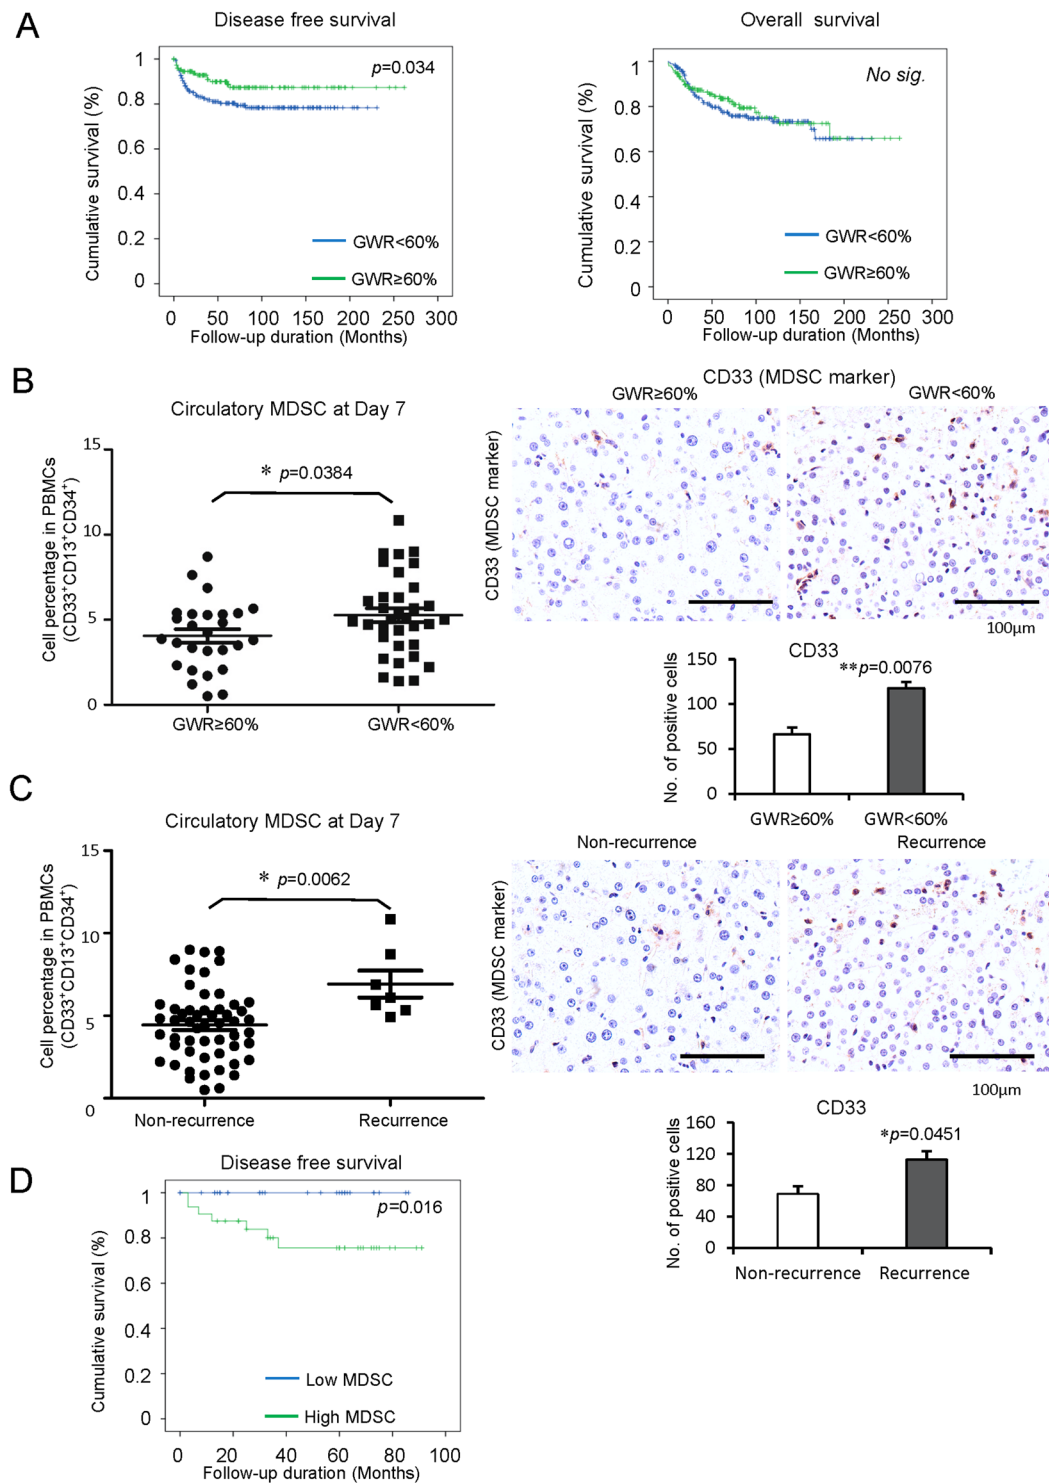 A
Disease free survival
Cumulative survival (%)
1
0.8
0.6
0.4
0.2
0
p=0.034
GWR<60%
GWR≥60%
0 50 100 150 200 250 300
Follow-up duration (Months)
Overall survival
Cumulative survival (%)
1
0.8
0.6
0.4
0.2
0
No sig.
GWR<60%
GWR≥60%
0 50 100 150 200 250 300
Follow-up duration (Months)
B
Circulatory MDSC at Day 7
Cell percentage in PBMCs
(CD33⁺CD13⁺CD34⁺)
15
10
5
0
* p=0.0384
GWR≥60% GWR<60%
CD33 (MDSC marker)
GWR≥60% GWR<60%
CD33 (MDSC marker)
100μm
CD33
No. of positive cells
150
100
50
0
**p=0.0076
GWR≥60% GWR<60%
C
Circulatory MDSC at Day 7
Cell percentage in PBMCs
(CD33⁺CD13⁺CD34⁺)
15
10
5
0
* p=0.0062
Non-recurrence Recurrence
Non-recurrence Recurrence
CD33 (MDSC marker)
100μm
CD33
No. of positive cells
160
120
80
40
0
*p=0.0451
Non-recurrence Recurrence
D
Disease free survival
Cumulative survival (%)
1
0.8
0.6
0.4
0.2
0
p=0.016
Low MDSC
High MDSC
0 20 40 60 80 100
Follow-up duration (Months)